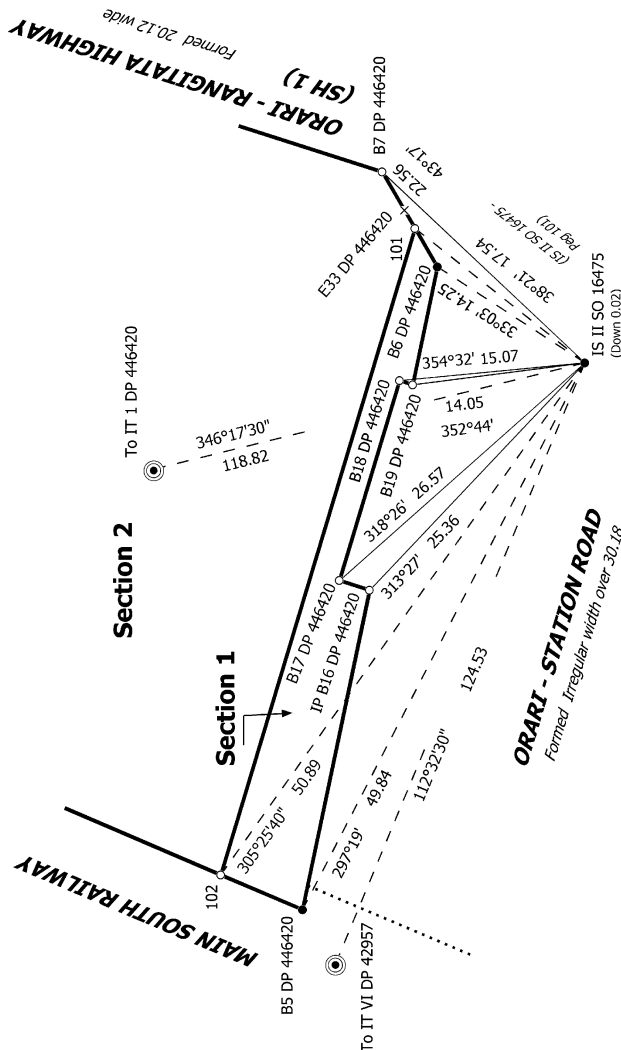 ORARI - RANGITATA HIGHWAY
(SH 1)
Formed 20.12 wide
B7 DP 446420
43°17'
22.56
E33 DP 446420
101
(IS II SO 16475 -
Peg 101)
38°21' 17.54
B6 DP 446420
33°03' 14.25
IS II SO 16475
(Down 0.02)
To IT 1 DP 446420
346°17'30"
118.82
354°32' 15.07
B18 DP 446420
B19 DP 446420
14.05
352°44'
318°26' 26.57
313°27' 25.36
Section 2
B17 DP 446420
IP B16 DP 446420
Section 1
ORARI - STATION ROAD
Formed Irregular width over 30.18
124.53
112°32'30"
305°25'40" 50.89
297°19' 49.84
102
MAIN SOUTH RAILWAY
B5 DP 446420
To IT VI DP 42957